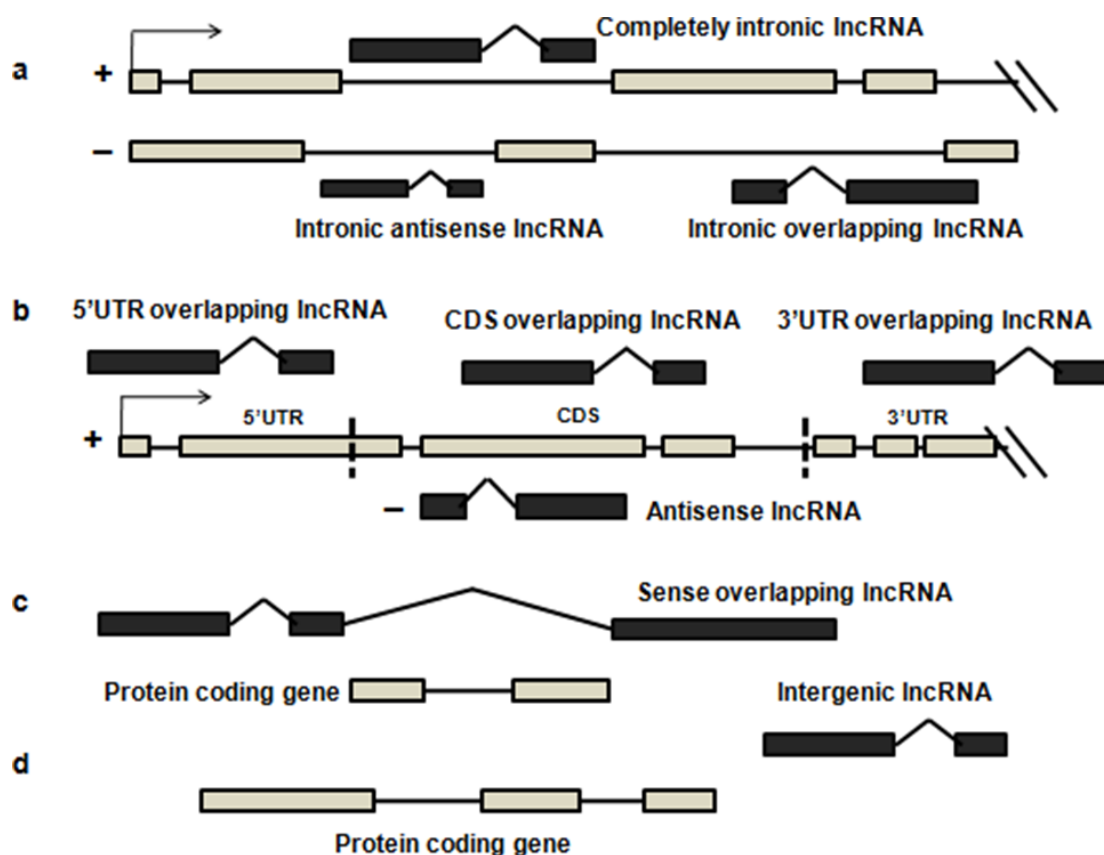 Completely intronic lncRNA
a
+
–
Intronic antisense lncRNA
Intronic overlapping lncRNA
b
5’UTR overlapping lncRNA
CDS overlapping lncRNA
3’UTR overlapping lncRNA
5’UTR
CDS
3’UTR
+
–
Antisense lncRNA
c
Sense overlapping lncRNA
Protein coding gene
Intergenic lncRNA
d
Protein coding gene